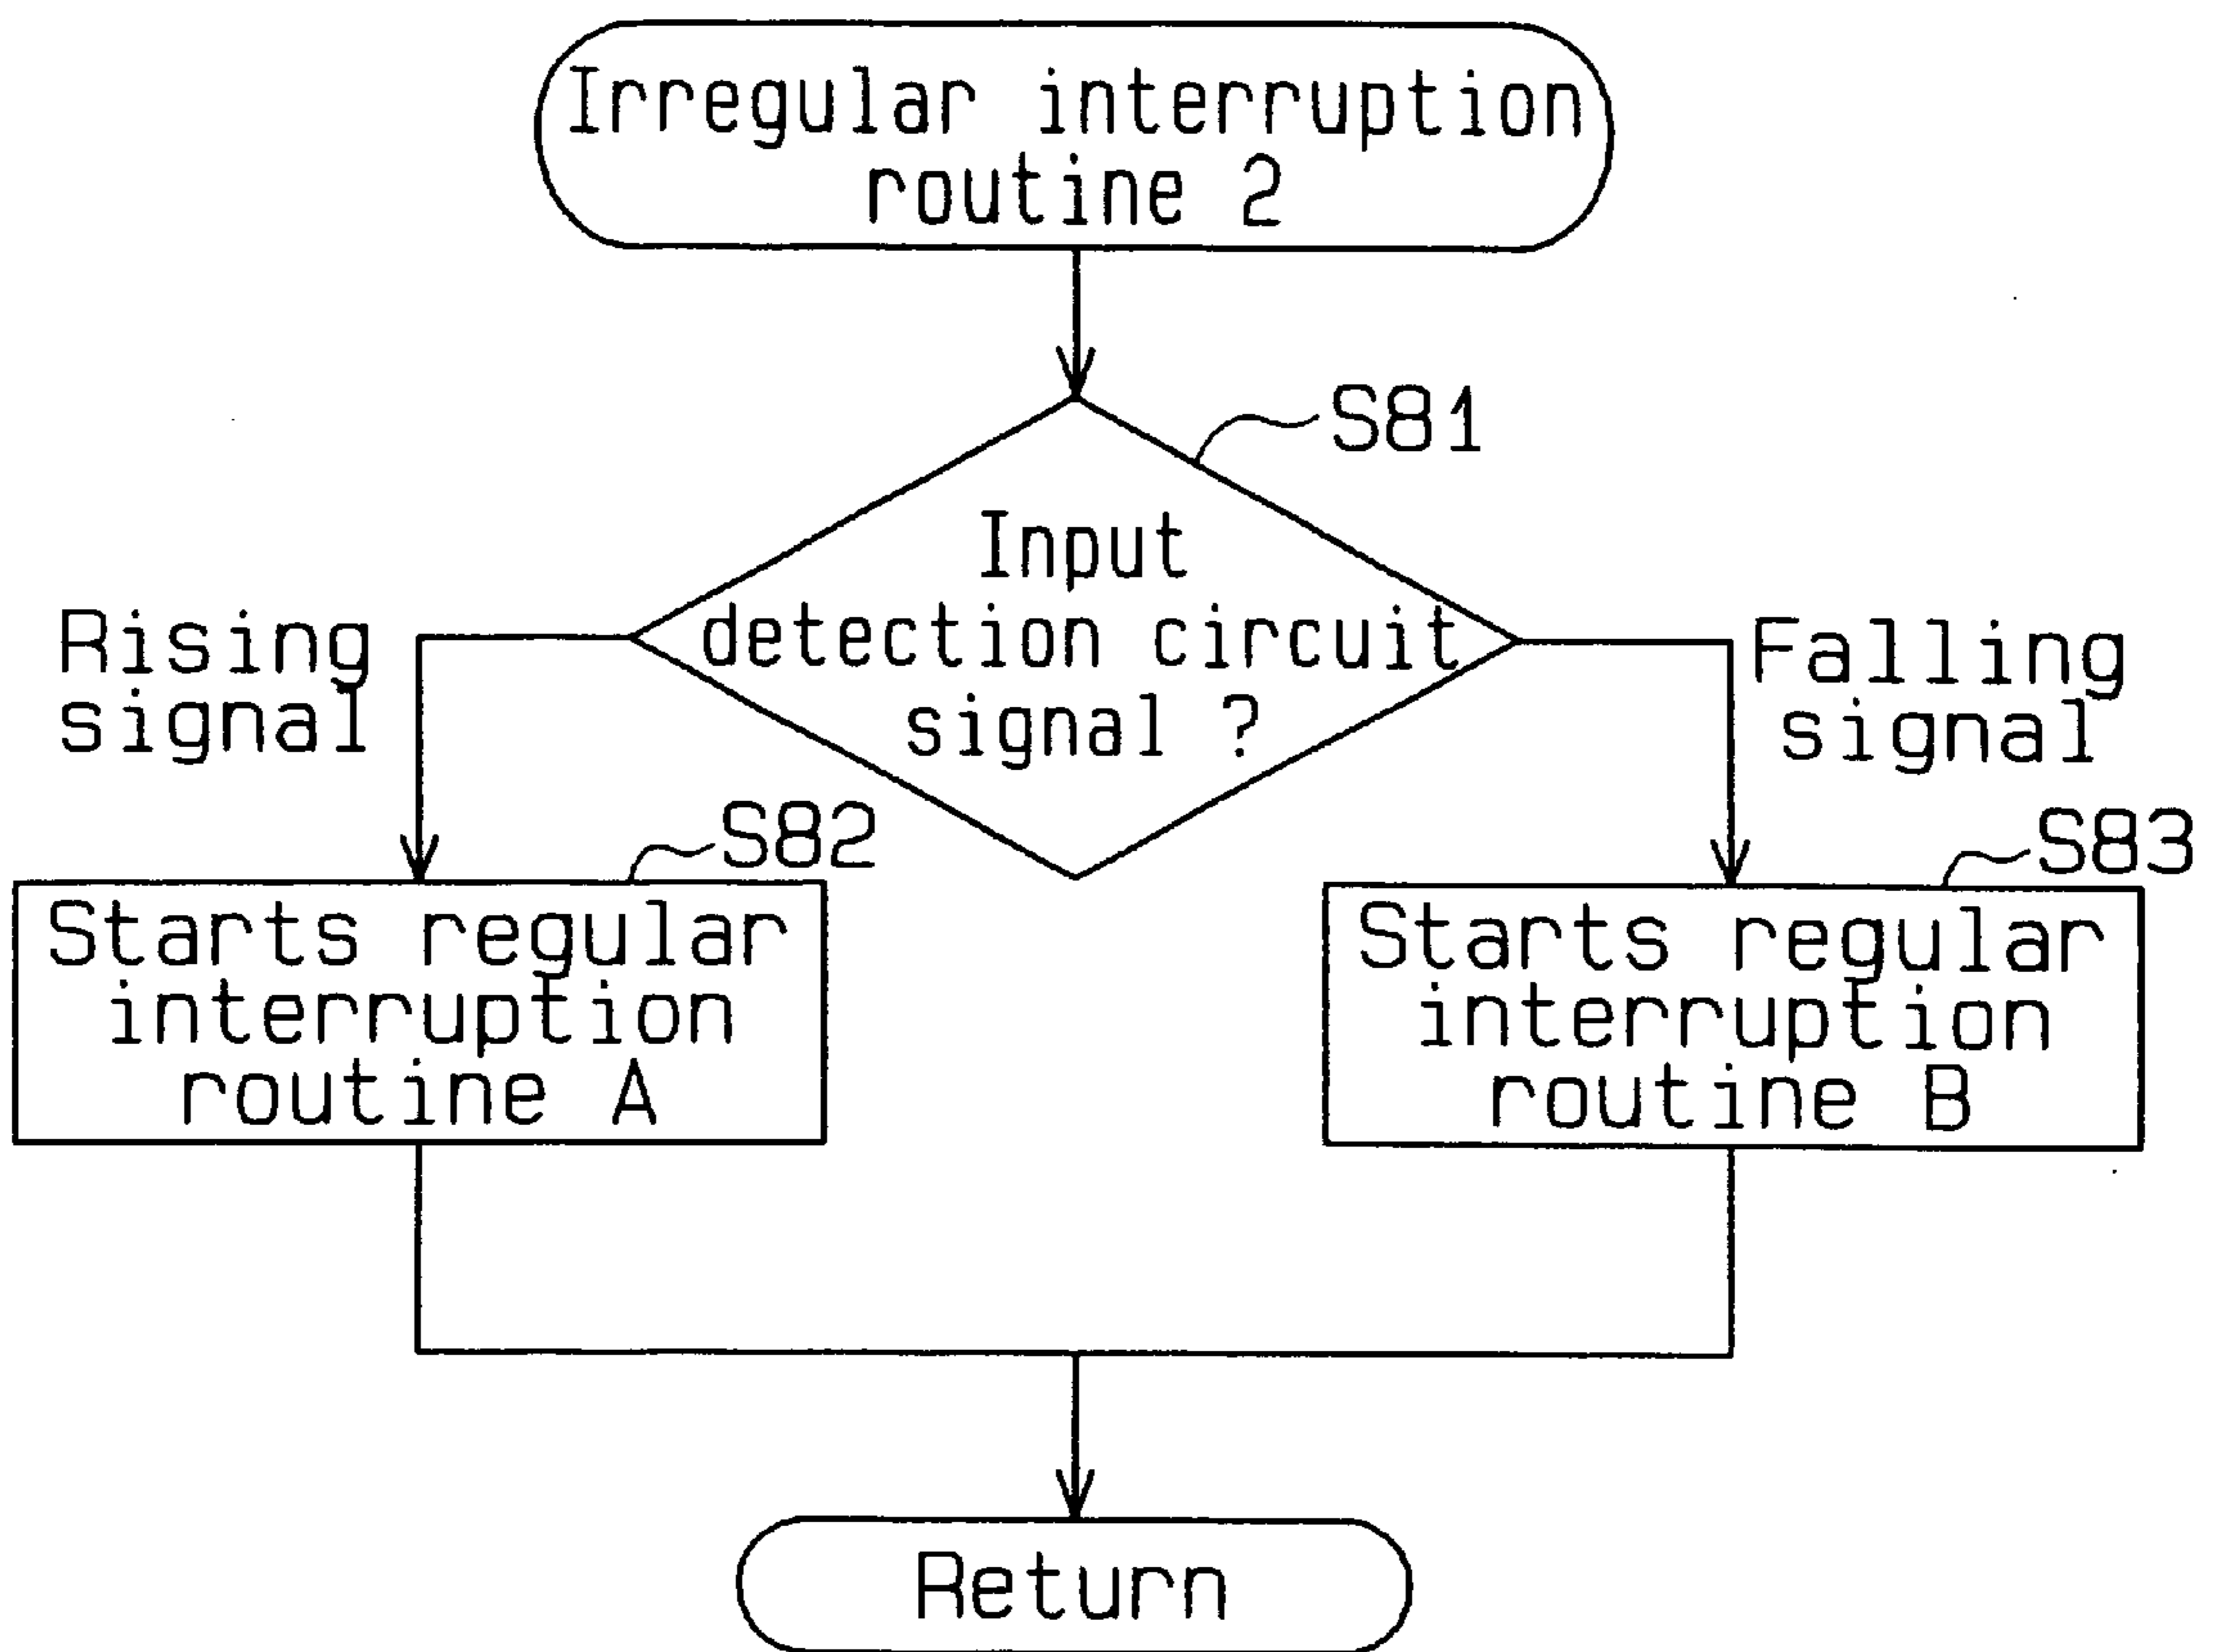 Irregular interruption
routine 2
S81
Input
detection circuit
signal ?
Rising
signal
Falling
signal
S82
Starts regular
interruption
routine A
S83
Starts regular
interruption
routine B
Return